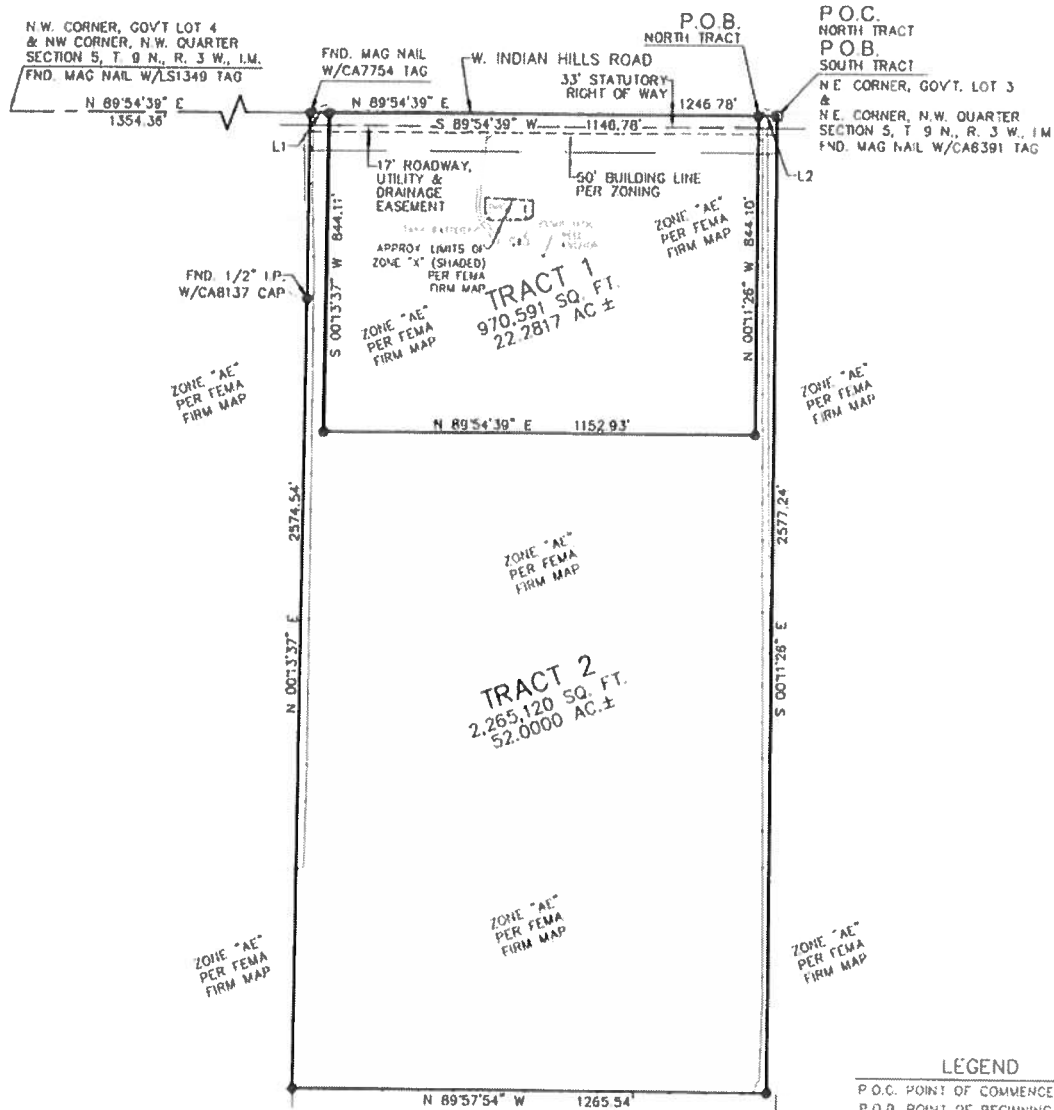 N.W. CORNER, GOV'T LOT 4
& NW CORNER, N.W. QUARTER
SECTION 5, T. 9 N., R. 3 W., I.M.
FND. MAG NAIL W/LS1349 TAG
N 89°54'39" E
1354.36'
FND. MAG NAIL
W/CA7754 TAG
W. INDIAN HILLS ROAD
N 89°54'39" E
1246.78'
33' STATUTORY
RIGHT OF WAY
P.O.B.
NORTH TRACT
P.O.C.
NORTH TRACT
P.O.B.
SOUTH TRACT
N.E. CORNER, GOV'T. LOT 3
&
N.E. CORNER, N.W. QUARTER
SECTION 5, T. 9 N., R. 3 W., I.M.
FND. MAG NAIL W/CA6391 TAG
S 89°54'39" W 1146.78'
L1
L2
17' ROADWAY,
UTILITY &
DRAINAGE
EASEMENT
50' BUILDING LINE
PER ZONING
APPROX LIMITS OF
ZONE "X" (SHADED)
PER FEMA
FIRM MAP
ZONE "AE"
PER FEMA
FIRM MAP
S 00°13'37" W 844.11'
N 00°11'26" W 844.10'
FND. 1/2" I.P.
W/CA8137 CAP
TRACT 1
970,591 SQ. FT.
22.2817 AC ±
ZONE "AE"
PER FEMA
FIRM MAP
ZONE "AE"
PER FEMA
FIRM MAP
ZONE "AE"
PER FEMA
FIRM MAP
N 89°54'39" E 1152.93'
N 00°13'37" E 2574.54'
S 00°11'26" E 2577.24'
ZONE "AE"
PER FEMA
FIRM MAP
TRACT 2
2,265,120 SQ. FT.
52.0000 AC.±
ZONE "AE"
PER FEMA
FIRM MAP
ZONE "AE"
PER FEMA
FIRM MAP
ZONE "AE"
PER FEMA
FIRM MAP
N 89°57'54" W 1265.54'
LEGEND
P.O.C. POINT OF COMMENCE
P.O.B. POINT OF BEGINNING